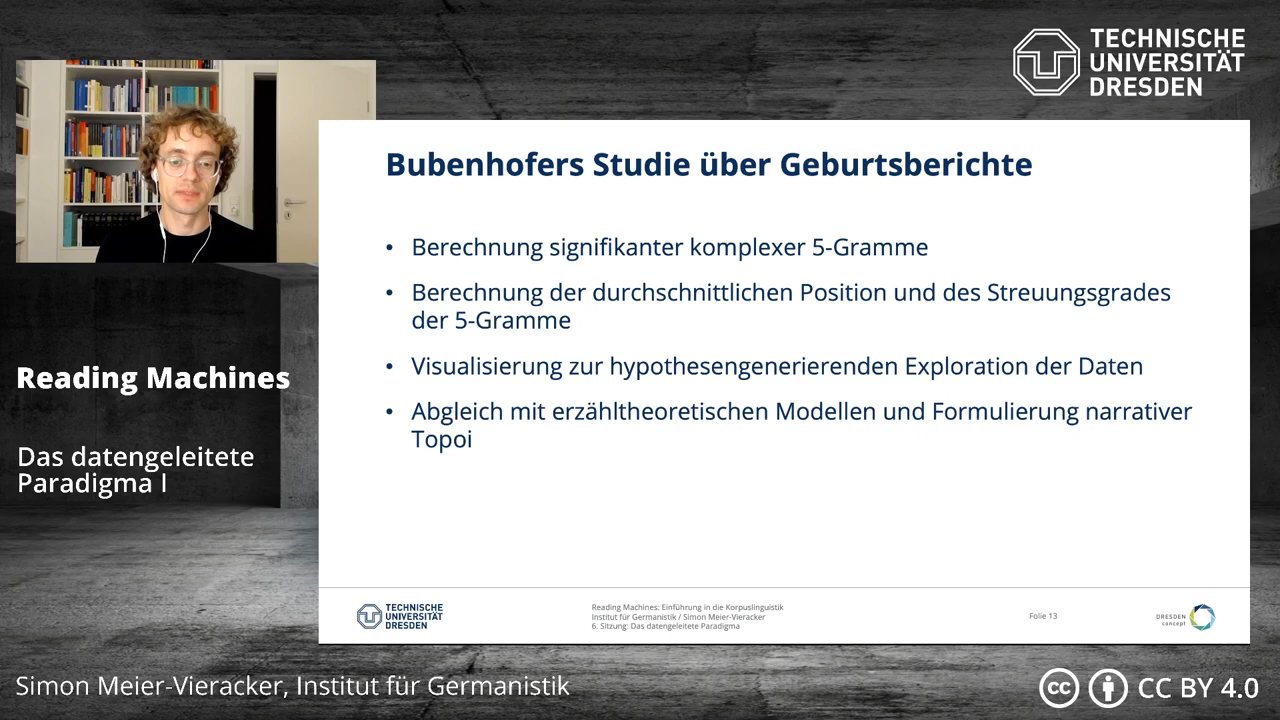 TECHNISCHE
UNIVERSITÄT
DRESDEN
Bubenhofers Studie über Geburtsberichte
• Berechnung signifikanter komplexer 5-Gramme
• Berechnung der durchschnittlichen Position und des Streuungsgrades
der 5-Gramme
• Visualisierung zur hypothesengenerierenden Exploration der Daten
• Abgleich mit erzähltheoretischen Modellen und Formulierung narrativer
Topoi
Reading Machines
Das datengeleitete
Paradigma I
TECHNISCHE
UNIVERSITÄT
DRESDEN
Reading Machines: Einführung in die Korpuslinguistik
Institut für Germanistik / Simon Meier-Vieracker
6. Sitzung: Das datengeleitete Paradigma
Folie 13
DRESDEN
concept
Simon Meier-Vieracker, Institut für Germanistik
cc CC BY 4.0